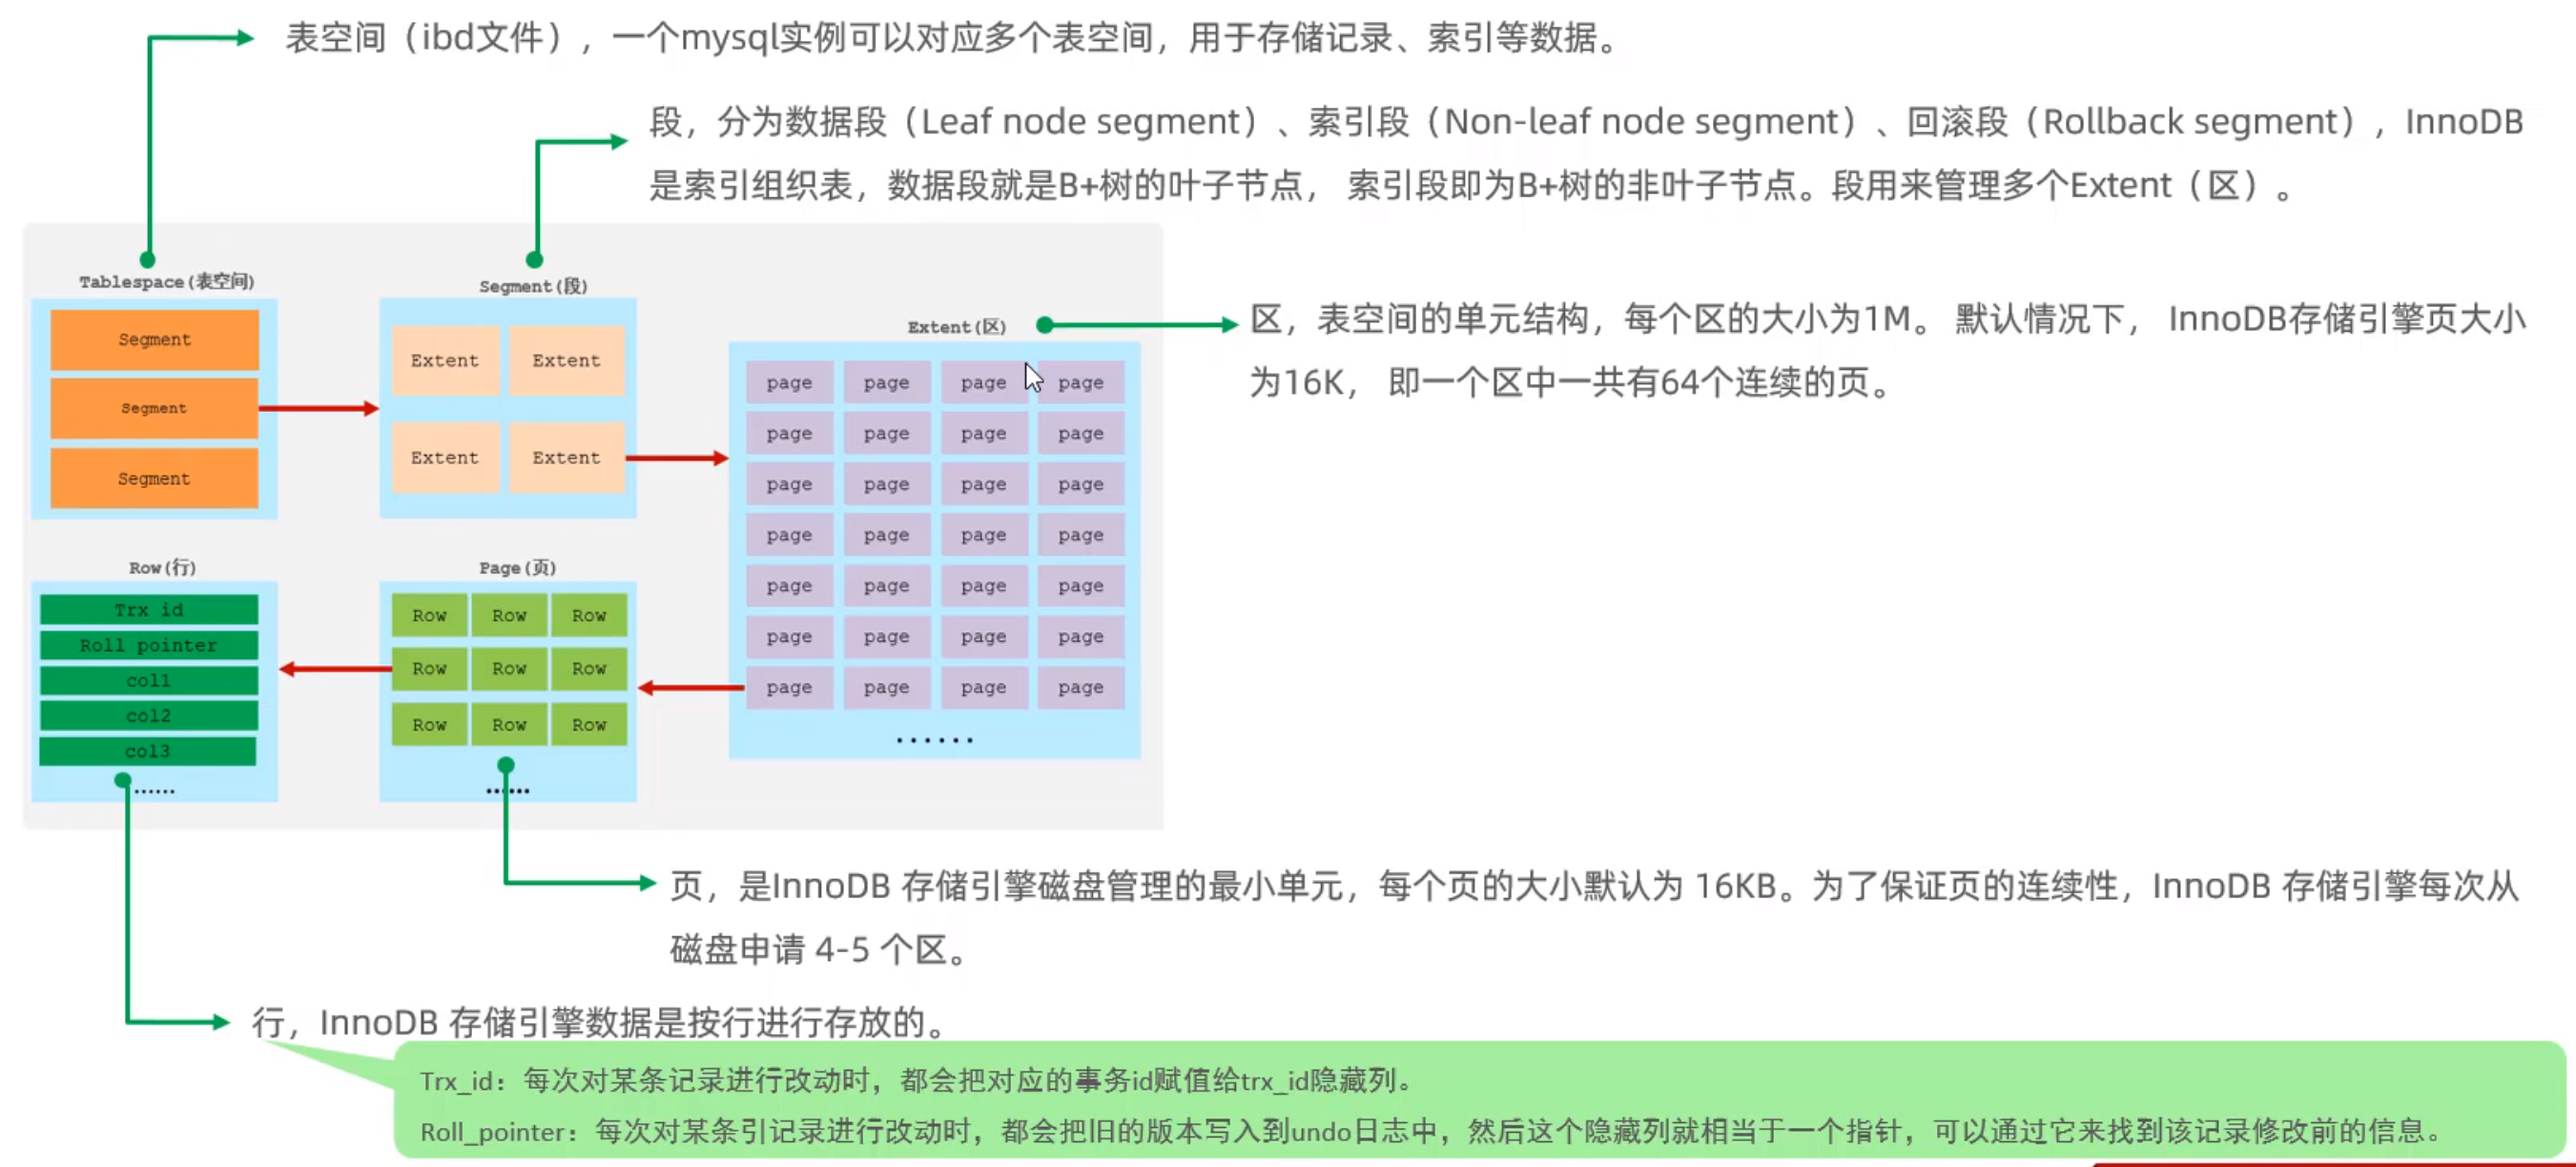 表空间（ibd文件），一个mysql实例可以对应多个表空间，用于存储记录、索引等数据。
段，分为数据段（Leaf node segment）、索引段（Non-leaf node segment）、回滚段（Rollback segment），InnoDB
是索引组织表，数据段就是B+树的叶子节点， 索引段即为B+树的非叶子节点。段用来管理多个Extent（区）。
Tablespace(表空间)
Segment
Segment
Segment
Segment(段)
Extent Extent
Extent Extent
Extent(区)
page page page page
page page page page
page page page page
page page page page
page page page page
page page page page
page page page page
......
区，表空间的单元结构，每个区的大小为1M。 默认情况下， InnoDB存储引擎页大小
为16K， 即一个区中一共有64个连续的页。
Row(行)
Trx id
Roll pointer
col1
col2
col3
......
Page(页)
Row Row Row
Row Row Row
Row Row Row
......
页，是InnoDB 存储引擎磁盘管理的最小单元，每个页的大小默认为 16KB。为了保证页的连续性，InnoDB 存储引擎每次从
磁盘申请 4-5 个区。
行，InnoDB 存储引擎数据是按行进行存放的。
Trx_id：每次对某条记录进行改动时，都会把对应的事务id赋值给trx_id隐藏列。
Roll_pointer：每次对某条引记录进行改动时，都会把旧的版本写入到undo日志中，然后这个隐藏列就相当于一个指针，可以通过它来找到该记录修改前的信息。